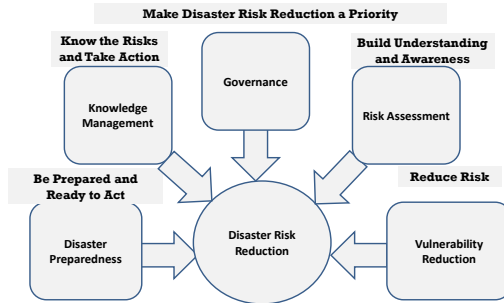 Make Disaster Risk Reduction a Priority
Know the Risks
and Take Action
Build Understanding
and Awareness
Governance
Knowledge
Management
Risk Assessment
Be Prepared and
Ready to Act
Reduce Risk
Disaster
Preparedness
Disaster Risk
Reduction
Vulnerability
Reduction